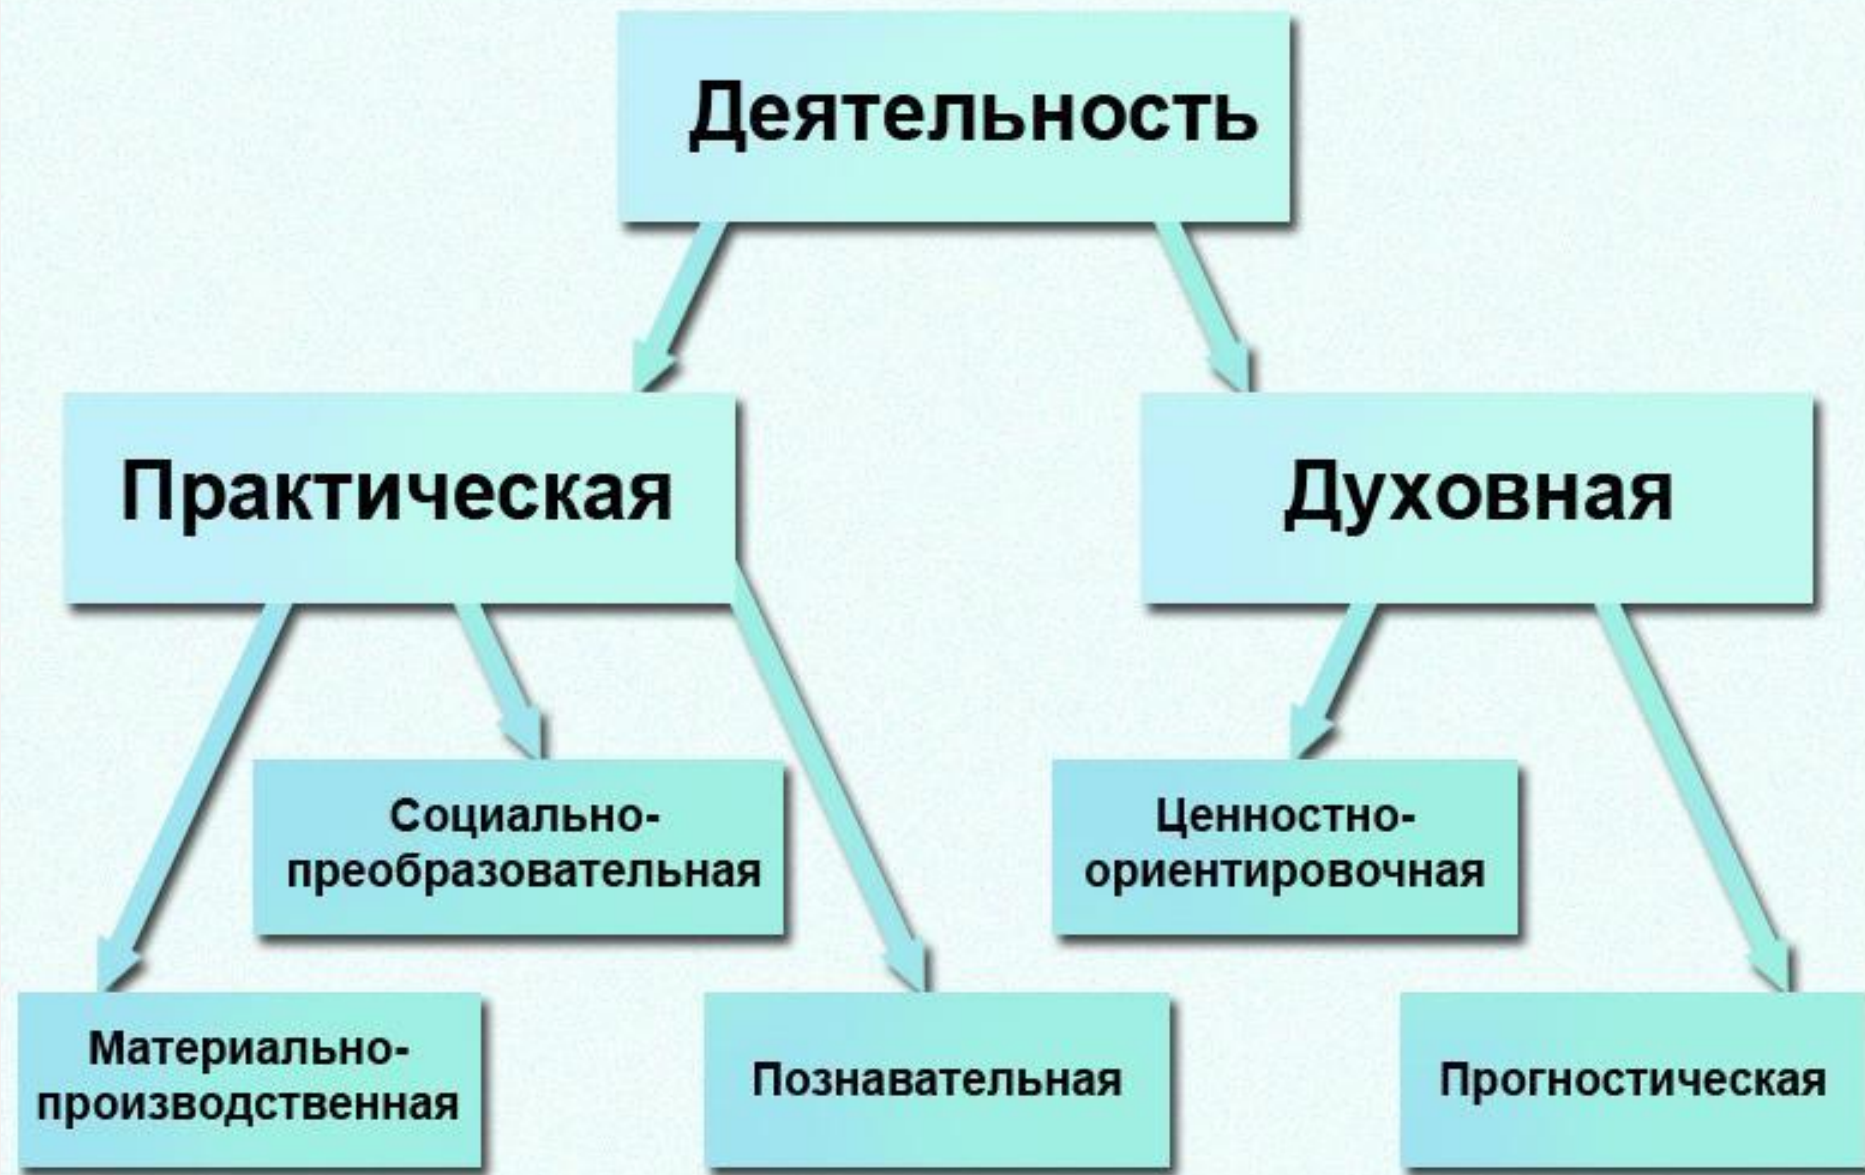 Деятельность
Практическая
Духовная
Социально-
преобразовательная
Ценностно-
ориентировочная
Материально-
производственная
Познавательная
Прогностическая